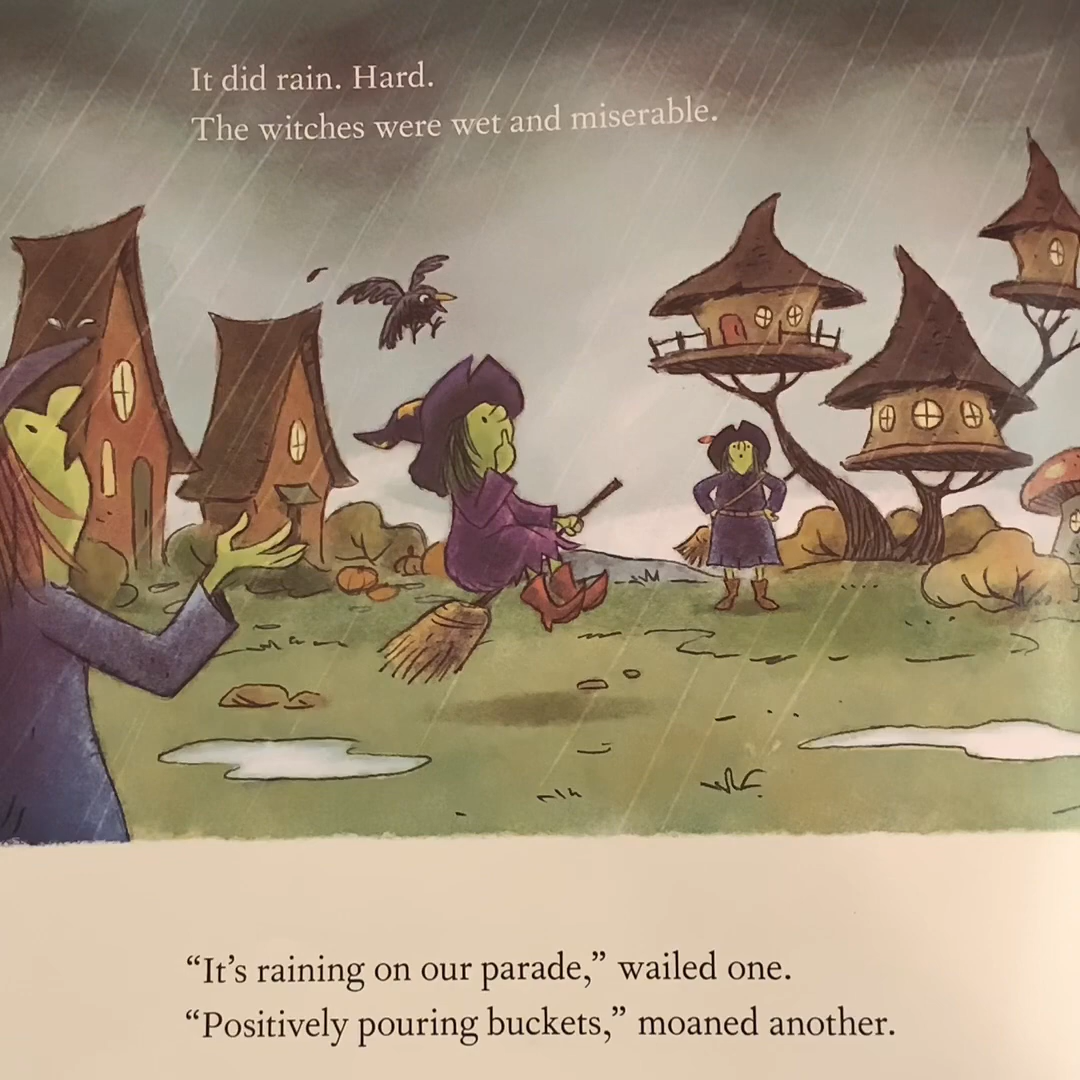 It did rain. Hard.
The witches were wet and miserable.
“It’s raining on our parade,” wailed one.
“Positively pouring buckets,” moaned another.